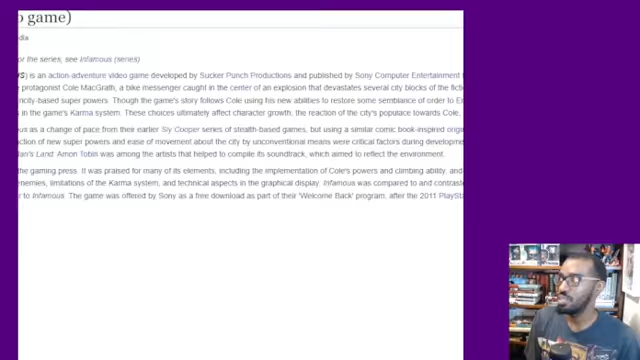 o game)
dia
or the series, see Infamous (series)
US) is an action-adventure video game developed by Sucker Punch Productions and published by Sony Computer Entertainment
e protagonist Cole MacGrath, a bike messenger caught in the center of an explosion that devastates several city blocks of the fictio
tricity-based super powers. Though the game's story follows Cole using his new abilities to restore some semblance of order to E
s in the game's Karma system. These choices ultimately affect character growth, the reaction of the city's populace towards Cole,
ous as a change of pace from their earlier Sly Cooper series of stealth-based games, but using a similar comic book-inspired origi
action of new super powers and ease of movement about the city by unconventional means were critical factors during developme
Man's Land. Amon Tobin was among the artists that helped to compile its soundtrack, which aimed to reflect the environment.
the gaming press. It was praised for many of its elements, including the implementation of Cole's powers and climbing ability, and
enemies, limitations of the Karma system, and technical aspects in the graphical display. Infamous was compared to and contraste
r to Infamous. The game was offered by Sony as a free download as part of their 'Welcome Back' program, after the 2011 PlaySta